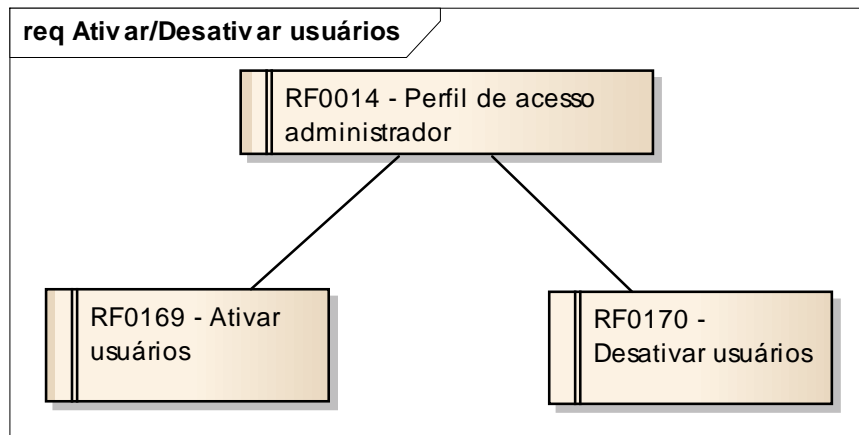 req Ativar/Desativar usuários
RF0014 - Perfil de acesso
administrador
RF0169 - Ativar
usuários
RF0170 -
Desativar usuários